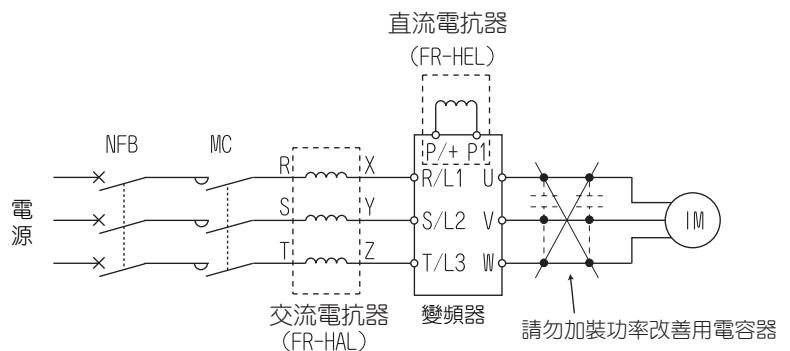 直流電抗器
(FR-HEL)
NFB
MC
P/+ P1
R X R/L1 U
S Y S/L2 V IM
T Z T/L3 W
電源
交流電抗器
(FR-HAL)
變頻器
請勿加裝功率改善用電容器